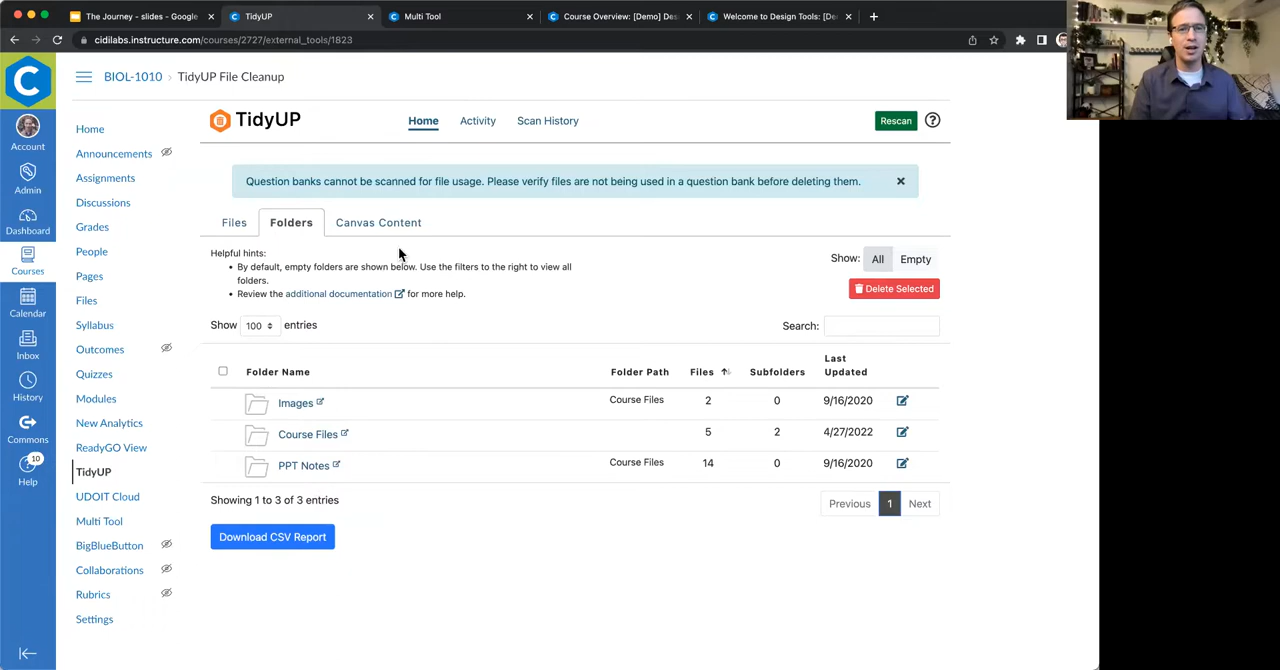 The Journey - slides - Google
TidyUP
Multi Tool
Course Overview: [Demo] Des
Welcome to Design Tools: [De
cidilabs.instructure.com/courses/2727/external_tools/1823
BIOL-1010 › TidyUP File Cleanup
Account
Admin
Dashboard
Courses
Calendar
Inbox
History
Commons
10
Help
Home
Announcements
Assignments
Discussions
Grades
People
Pages
Files
Syllabus
Outcomes
Quizzes
Modules
New Analytics
ReadyGO View
TidyUP
UDOIT Cloud
Multi Tool
BigBlueButton
Collaborations
Rubrics
Settings
TidyUP
Home
Activity
Scan History
Rescan
Question banks cannot be scanned for file usage. Please verify files are not being used in a question bank before deleting them.
Files
Folders
Canvas Content
Helpful hints:
• By default, empty folders are shown below. Use the filters to the right to view all
folders.
• Review the additional documentation for more help.
Show: All Empty
Delete Selected
Show 100 entries
Search:
Folder Name Folder Path Files Subfolders Last
Updated
Images Course Files 2 0 9/16/2020
Course Files 5 2 4/27/2022
PPT Notes Course Files 14 0 9/16/2020
Showing 1 to 3 of 3 entries
Previous 1 Next
Download CSV Report